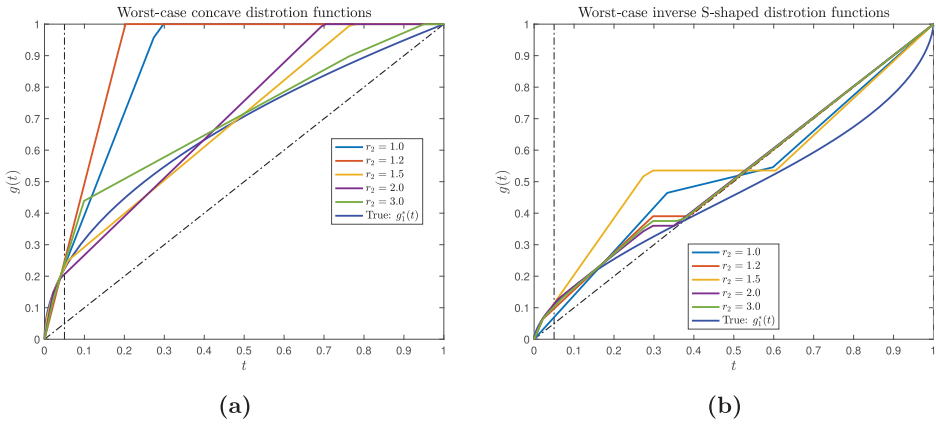 Worst-case concave distrotion functions
g(t)
1
0.9
0.8
0.7
0.6
0.5
0.4
0.3
0.2
0.1
0
0 0.1 0.2 0.3 0.4 0.5 0.6 0.7 0.8 0.9 1
t
r₂ = 1.0
r₂ = 1.2
r₂ = 1.5
r₂ = 2.0
r₂ = 3.0
True: g₁*(t)
(a)
Worst-case inverse S-shaped distrotion functions
g(t)
1
0.9
0.8
0.7
0.6
0.5
0.4
0.3
0.2
0.1
0
0 0.1 0.2 0.3 0.4 0.5 0.6 0.7 0.8 0.9 1
t
r₂ = 1.0
r₂ = 1.2
r₂ = 1.5
r₂ = 2.0
r₂ = 3.0
True: g₁*(t)
(b)